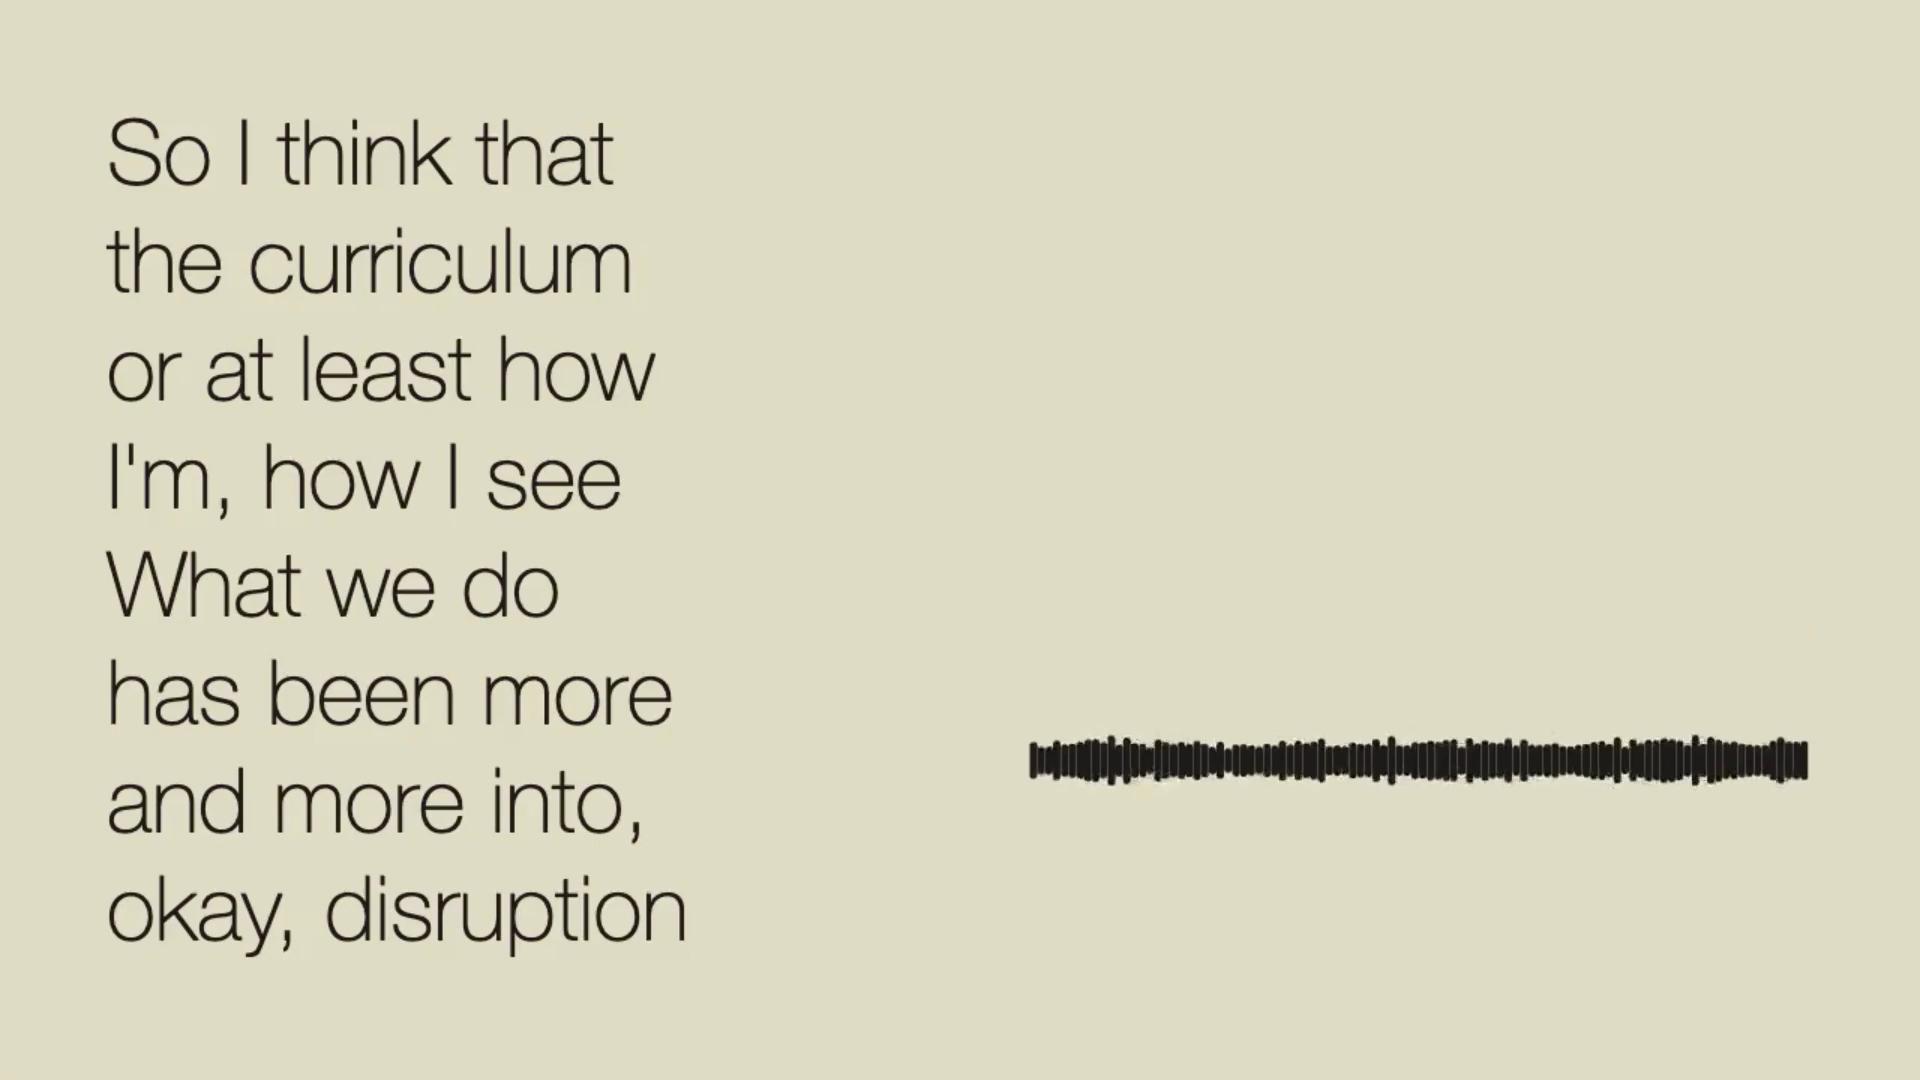 So I think that
the curriculum
or at least how
I'm, how I see
What we do
has been more
and more into,
okay, disruption